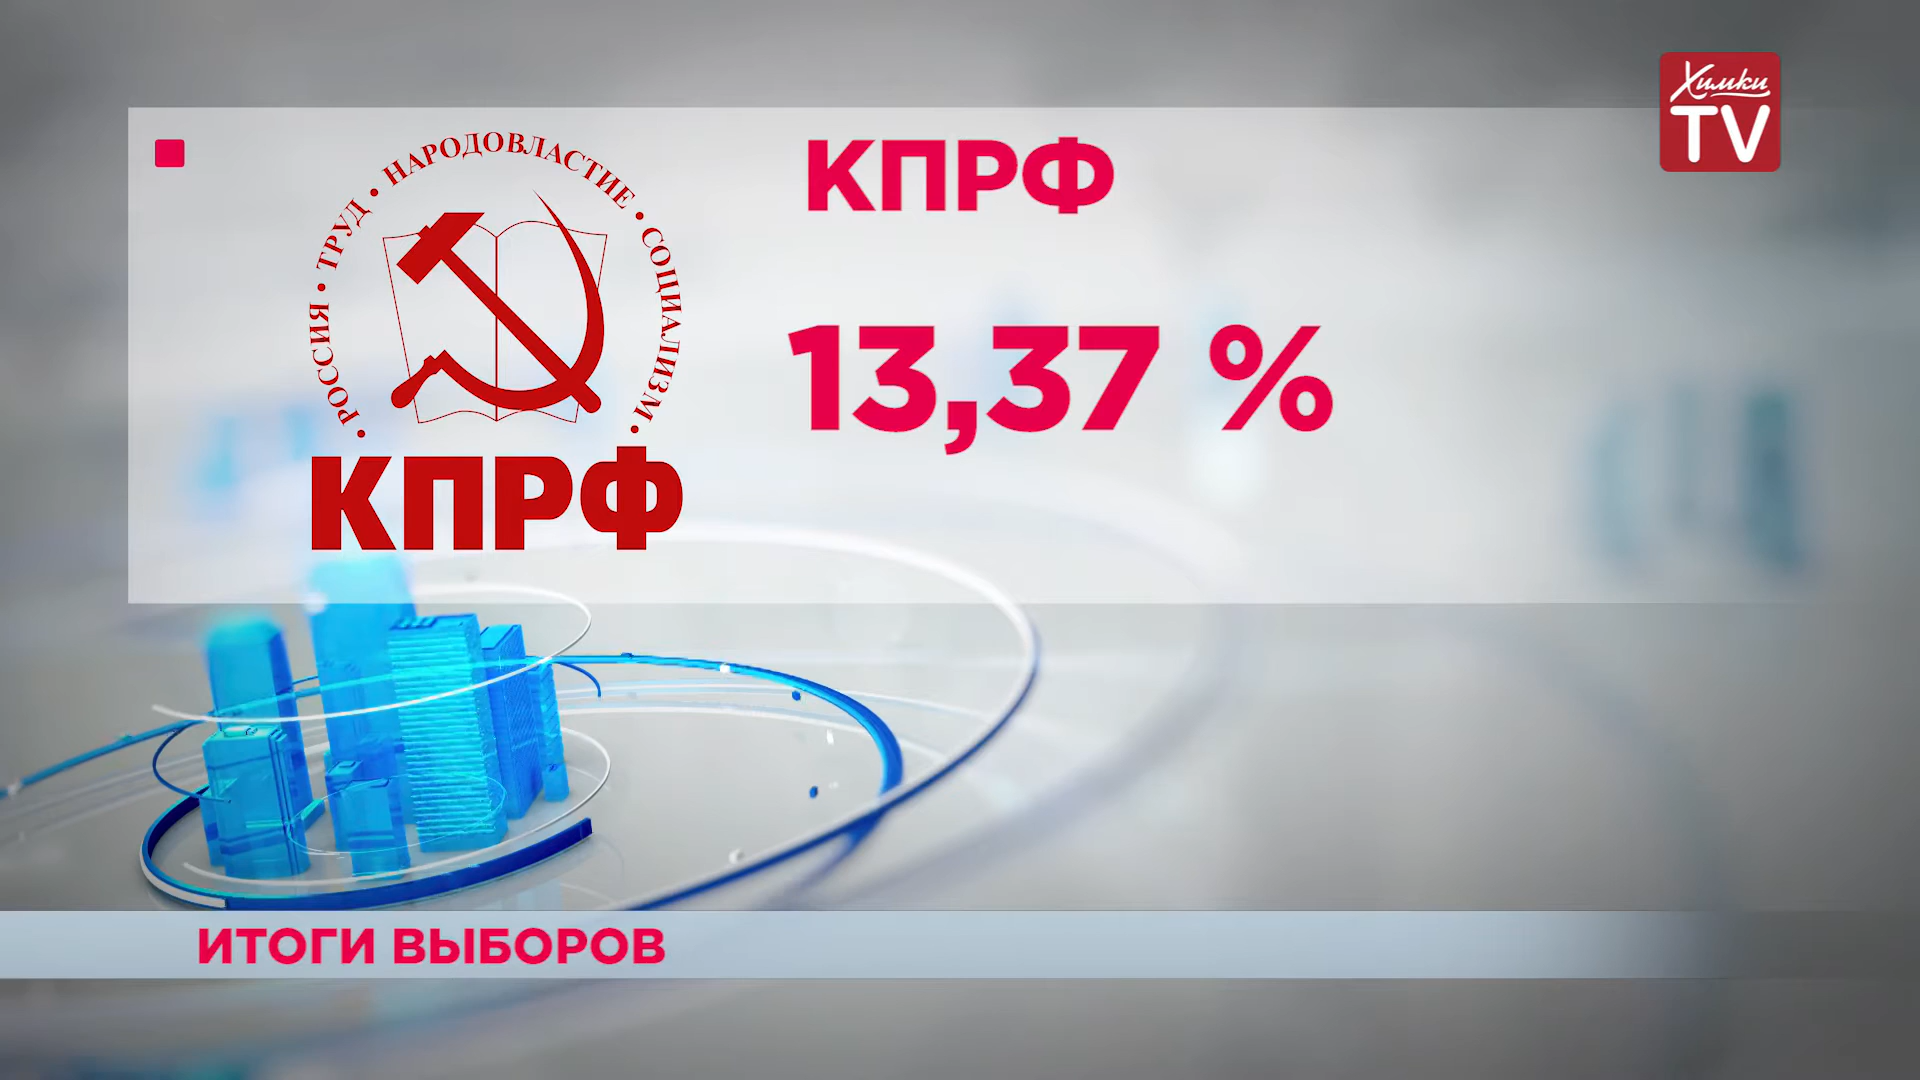 Химки
TV
• РОССИЯ • ТРУД • НАРОДОВЛАСТИЕ • СОЦИАЛИЗМ •
КПРФ
КПРФ
13,37 %
ИТОГИ ВЫБОРОВ